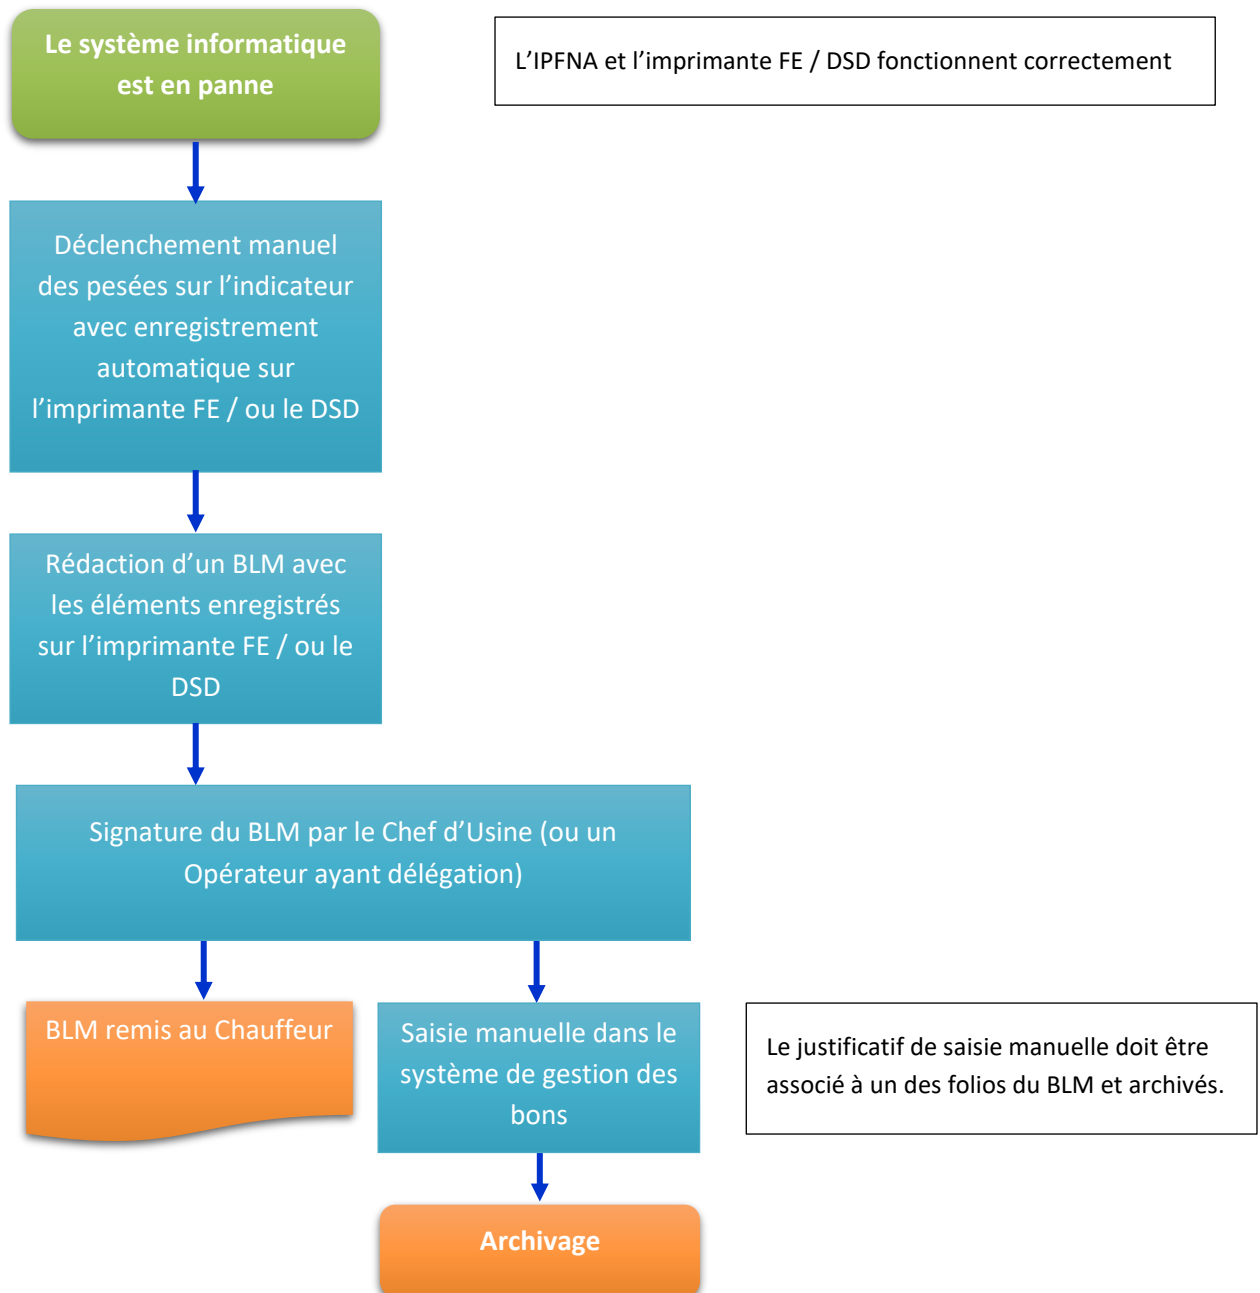 Le système informatique
est en panne
L’IPFNA et l’imprimante FE / DSD fonctionnent correctement
Déclenchement manuel
des pesées sur l’indicateur
avec enregistrement
automatique sur
l’imprimante FE / ou le DSD
Rédaction d’un BLM avec
les éléments enregistrés
sur l’imprimante FE / ou le
DSD
Signature du BLM par le Chef d’Usine (ou un
Opérateur ayant délégation)
BLM remis au Chauffeur
Saisie manuelle dans le
système de gestion des
bons
Le justificatif de saisie manuelle doit être
associé à un des folios du BLM et archivés.
Archivage